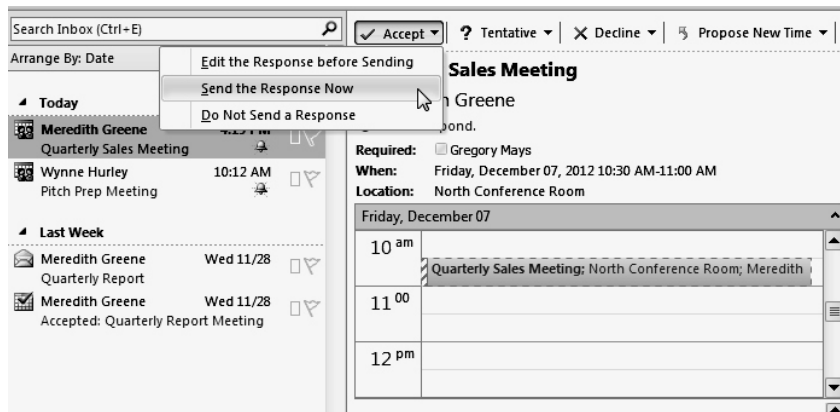 Search Inbox (Ctrl+E)
Arrange By: Date
Edit the Response before Sending
Send the Response Now
Do Not Send a Response
Today
Meredith Greene
Quarterly Sales Meeting
Wynne Hurley 10:12 AM
Pitch Prep Meeting
Last Week
Meredith Greene Wed 11/28
Quarterly Report
Meredith Greene Wed 11/28
Accepted: Quarterly Report Meeting
Accept ? Tentative Decline Propose New Time
Sales Meeting
Greene
Required: Gregory Mays
When: Friday, December 07, 2012 10:30 AM-11:00 AM
Location: North Conference Room
Friday, December 07
10 am
Quarterly Sales Meeting; North Conference Room; Meredith
11 00
12 pm